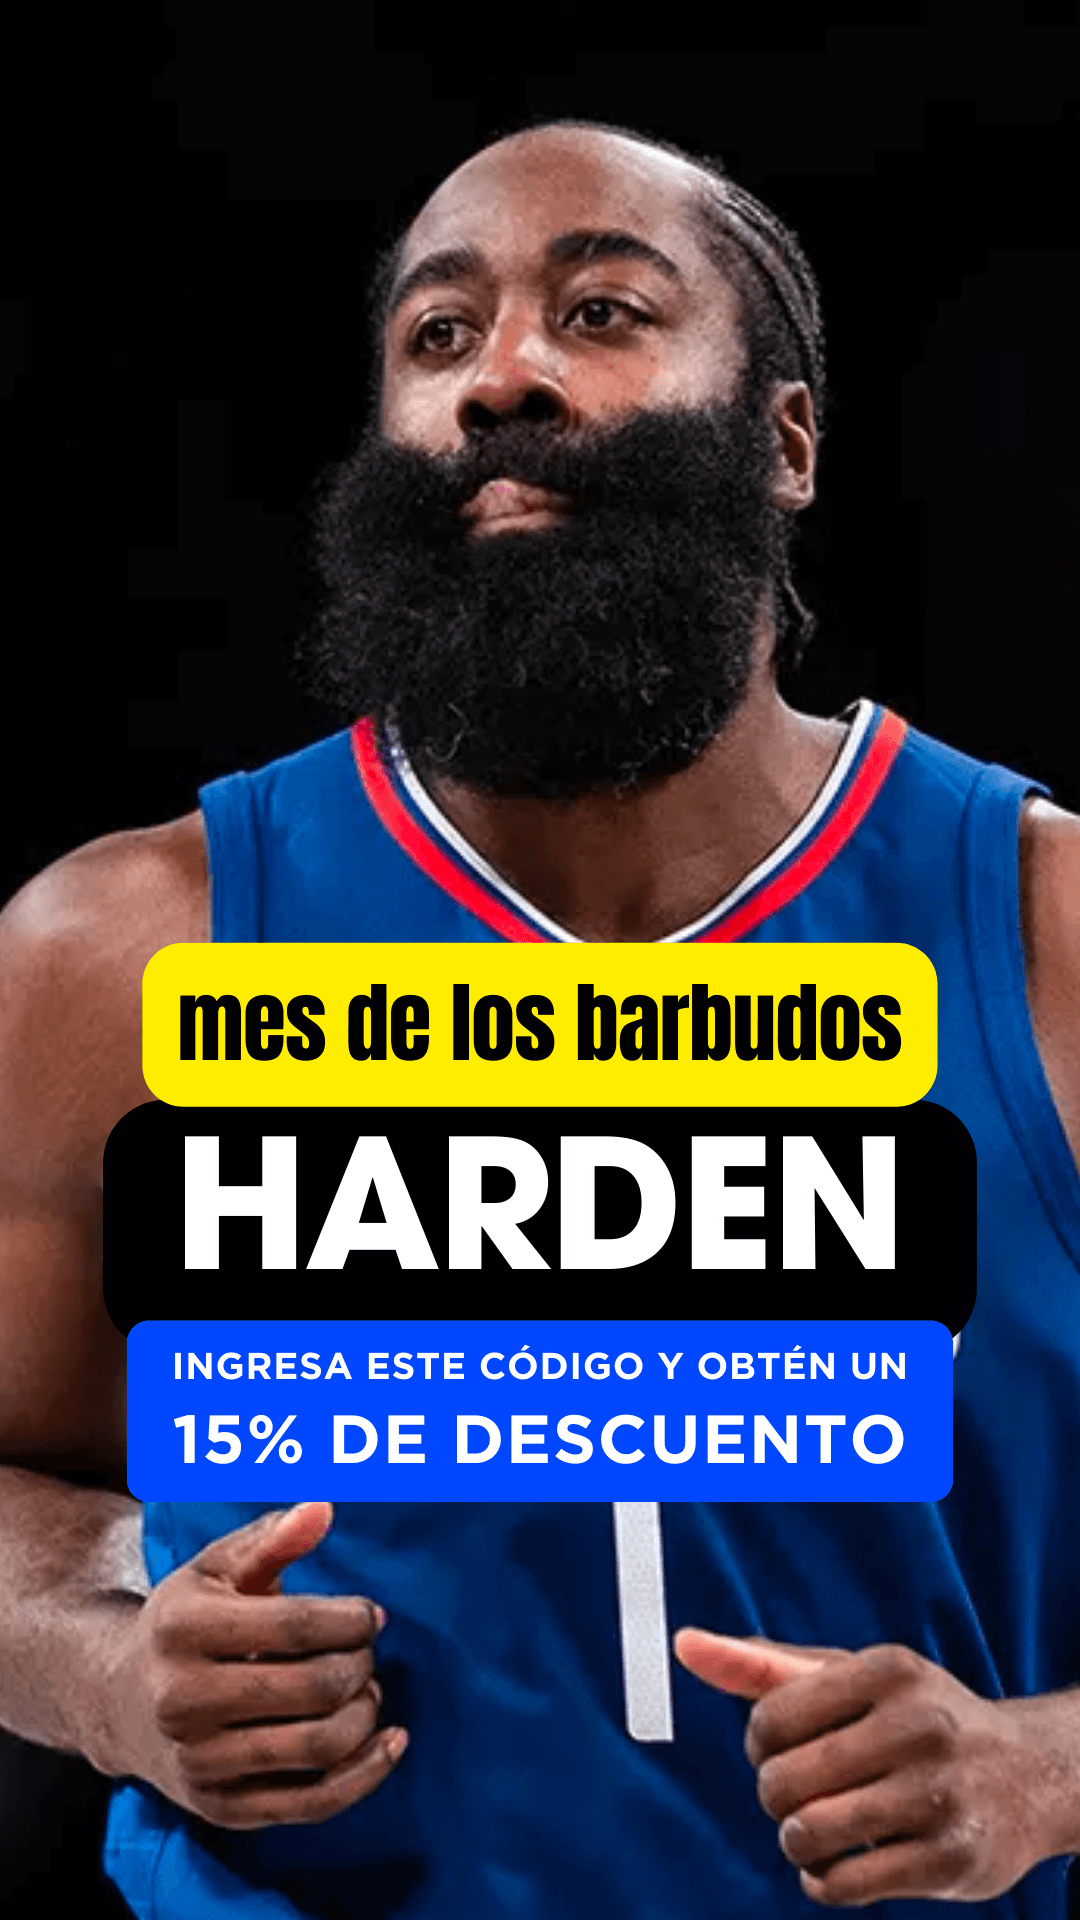 mes de los barbudos
HARDEN
INGRESA ESTE CÓDIGO Y OBTÉN UN
15% DE DESCUENTO